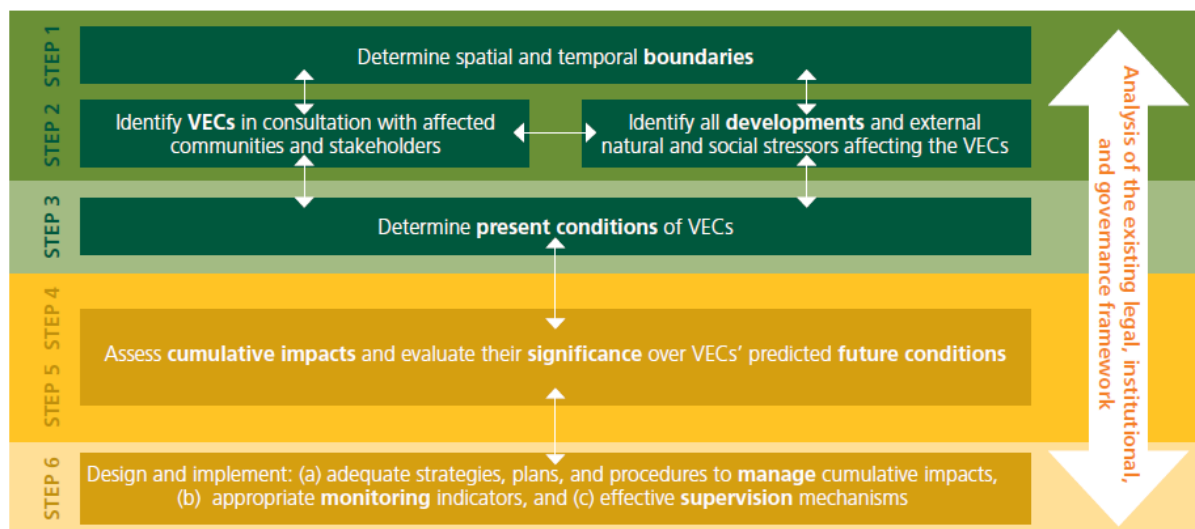 STEP 1
Determine spatial and temporal boundaries
STEP 2
Identify VECs in consultation with affected
communities and stakeholders
Identify all developments and external
natural and social stressors affecting the VECs
STEP 3
Determine present conditions of VECs
STEP 4
STEP 5
Assess cumulative impacts and evaluate their significance over VECs’ predicted future conditions
STEP 6
Design and implement: (a) adequate strategies, plans, and procedures to manage cumulative impacts,
(b) appropriate monitoring indicators, and (c) effective supervision mechanisms
Analysis of the existing legal, institutional,
and governance framework